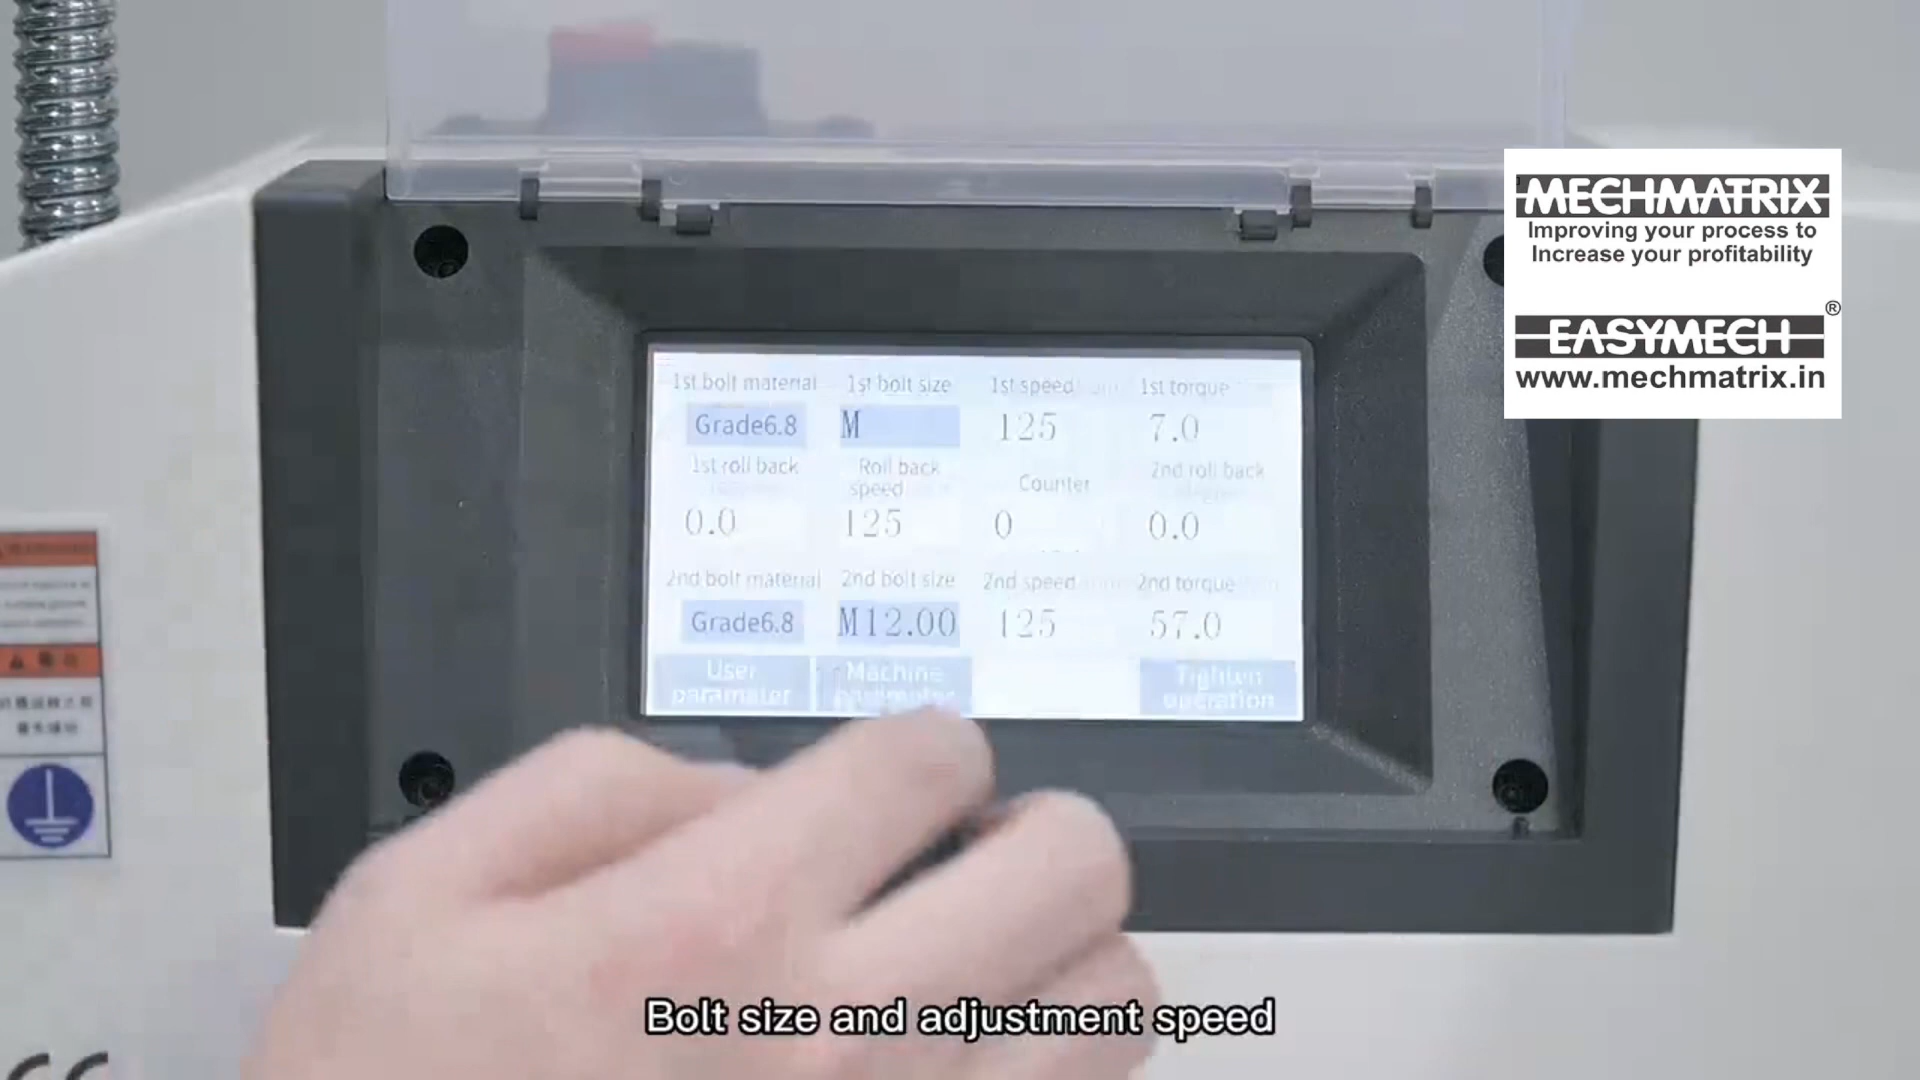 MECHMATRIX
Improving your process to
Increase your profitability
EASYMECH®
www.mechmatrix.in
1st bolt material 1st bolt size 1st speed 1st torque
Grade6.8 M 125 7.0
1st roll back Roll back speed Counter 2nd roll back
0.0 125 0 0.0
2nd bolt material 2nd bolt size 2nd speed 2nd torque
Grade6.8 M12.00 125 57.0
User parameter Machine parameter Tighten operation
Bolt size and adjustment speed